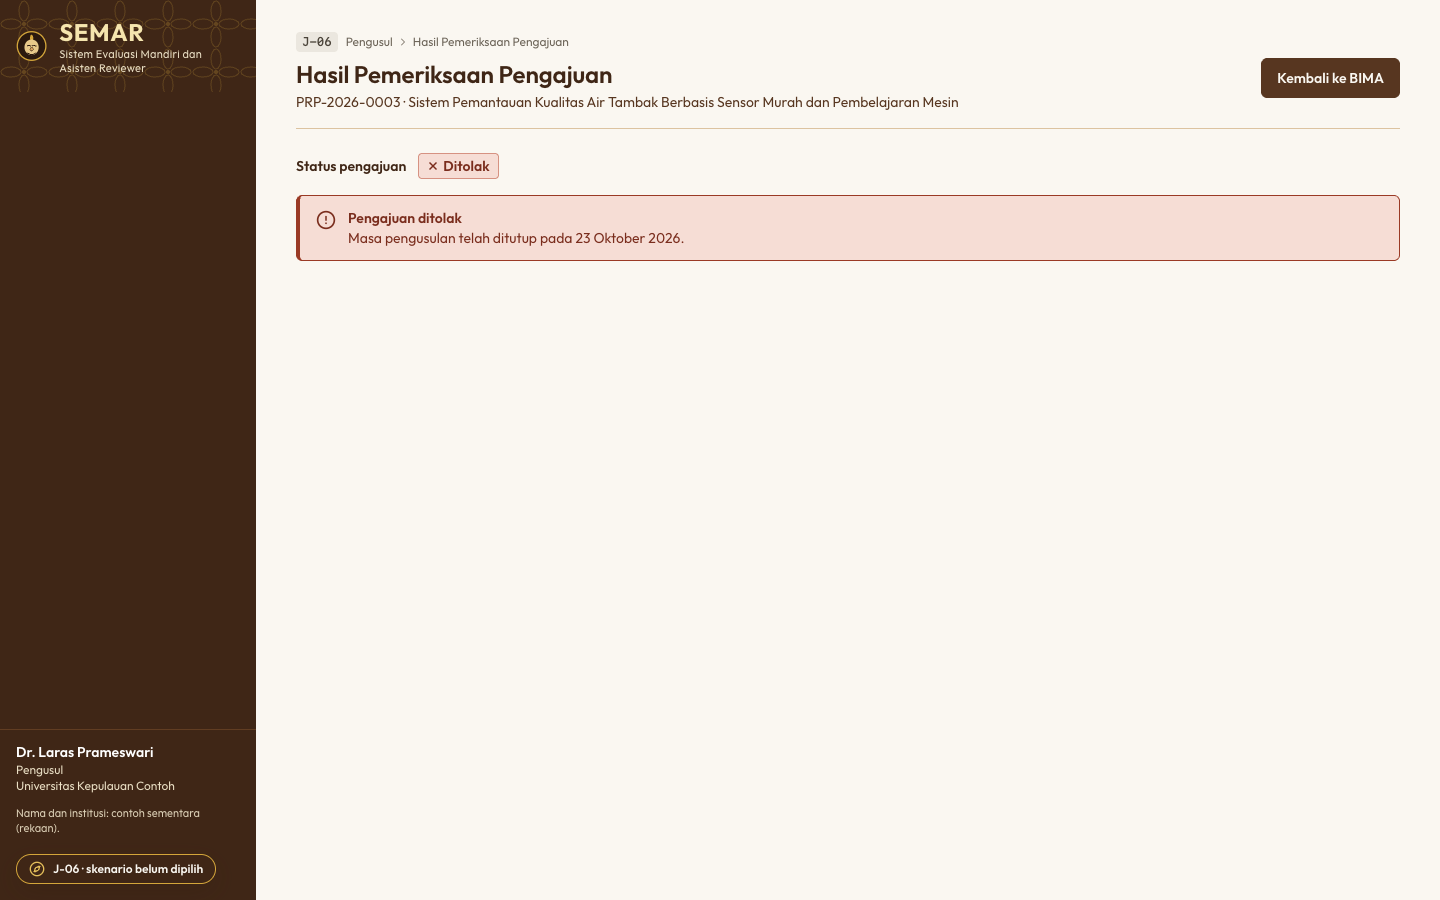 SEMAR
Sistem Evaluasi Mandiri dan
Asisten Reviewer
J-06 Pengusul > Hasil Pemeriksaan Pengajuan
Hasil Pemeriksaan Pengajuan
Kembali ke BIMA
PRP-2026-0003 · Sistem Pemantauan Kualitas Air Tambak Berbasis Sensor Murah dan Pembelajaran Mesin
Status pengajuan × Ditolak
Pengajuan ditolak
Masa pengusulan telah ditutup pada 23 Oktober 2026.
Dr. Laras Prameswari
Pengusul
Universitas Kepulauan Contoh
Nama dan institusi: contoh sementara
(rekaan).
J-06 · skenario belum dipilih